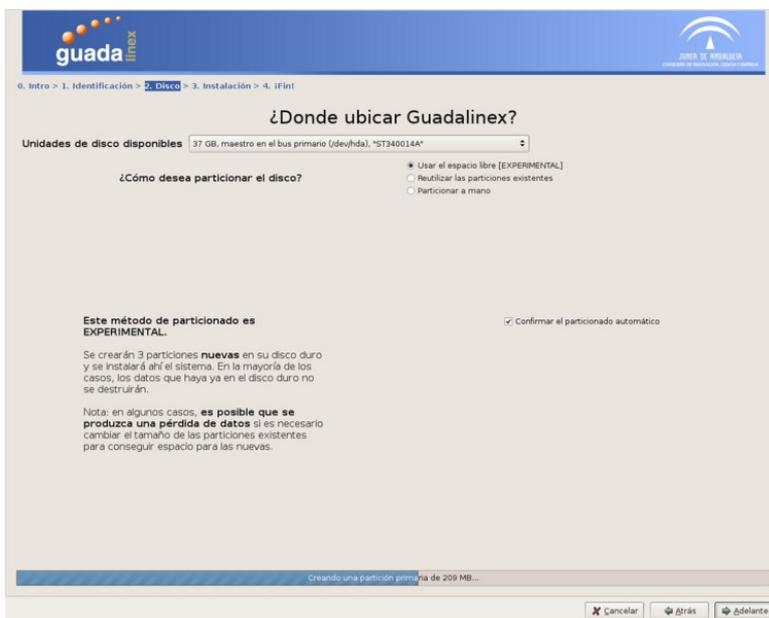 guada linex
JUNTA DE ANDALUCIA
CONSEJERÍA DE INNOVACIÓN, CIENCIA Y EMPRESA
0. Intro > 1. Identificación > 2. Disco > 3. Instalación > 4. ¡Fin!
¿Donde ubicar Guadalinex?
Unidades de disco disponibles 37 GB, maestro en el bus primario (/dev/hda), "ST340014A"
Usar el espacio libre [EXPERIMENTAL]
¿Cómo desea particionar el disco?
Reutilizar las particiones existentes
Particionar a mano
Este método de particionado es
EXPERIMENTAL.
Confirmar el particionado automático
Se crearán 3 particiones nuevas en su disco duro
y se instalará ahí el sistema. En la mayoría de los
casos, los datos que haya ya en el disco duro no
se destruirán.
Nota: en algunos casos, es posible que se
produzca una pérdida de datos si es necesario
cambiar el tamaño de las particiones existentes
para conseguir espacio para las nuevas.
Creando una partición primaria de 209 MB...
Cancelar Atrás Adelante